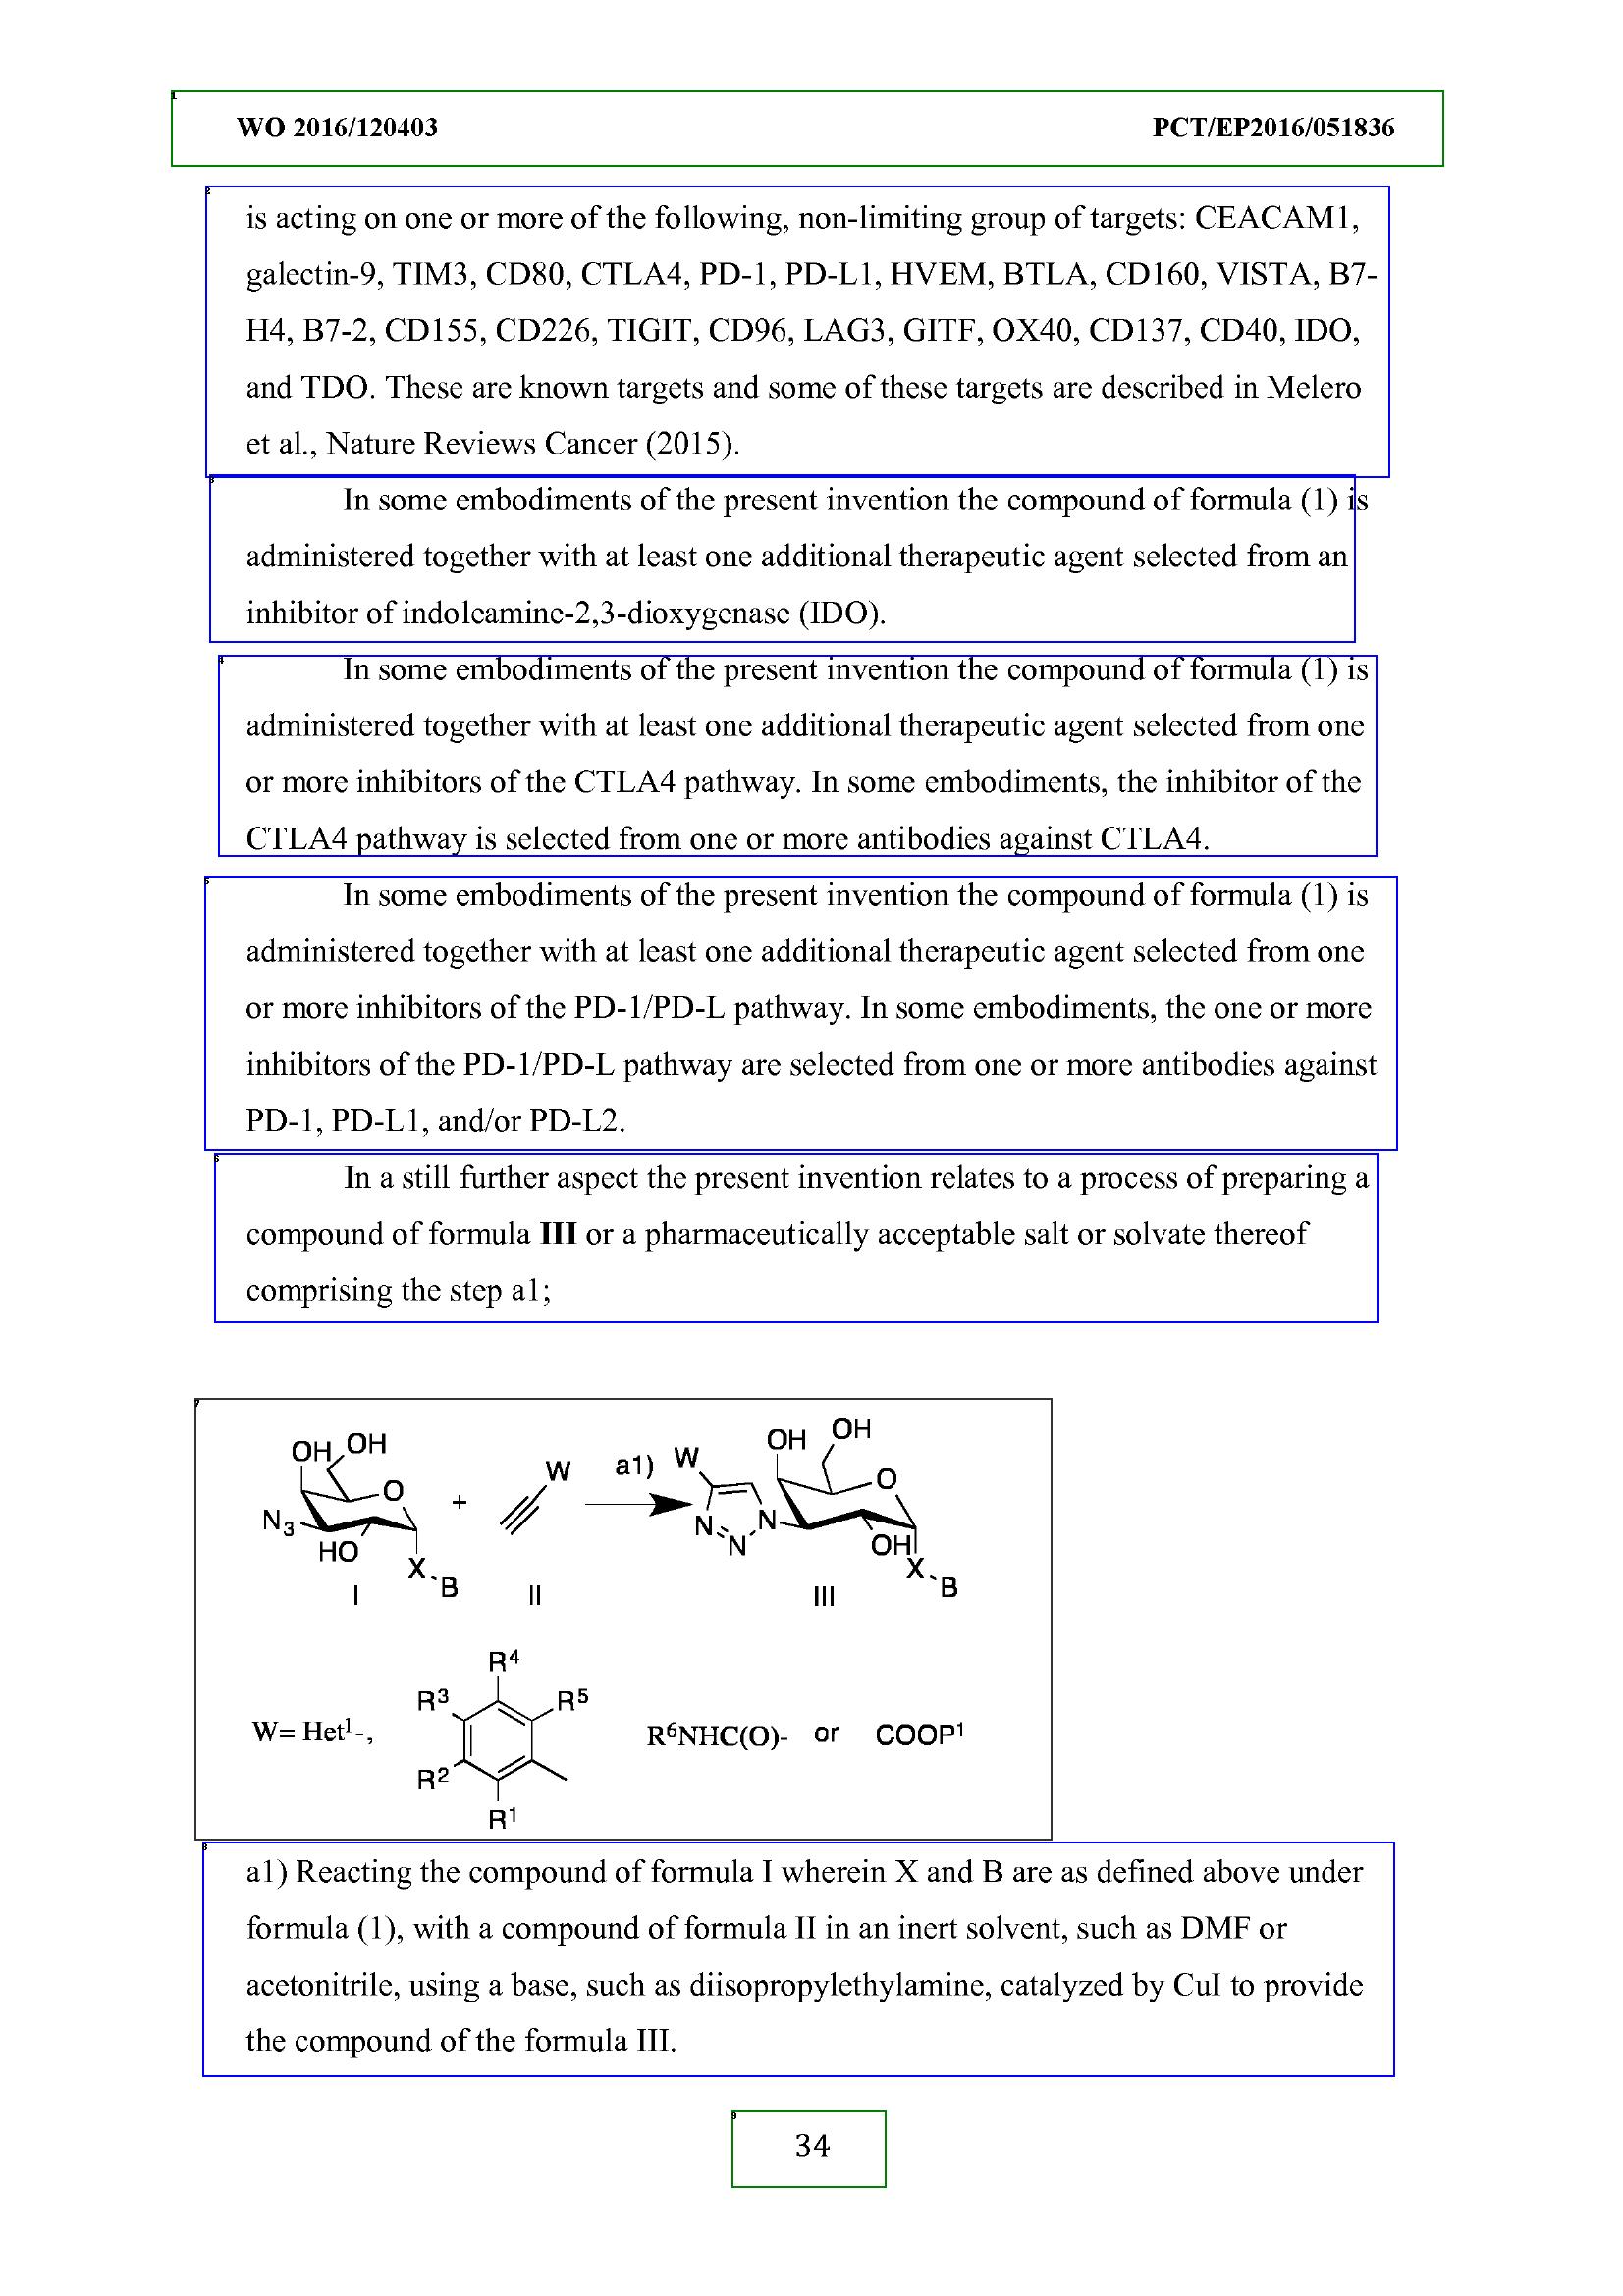 WO 2016/120403 PCT/EP2016/051836
is acting on one or more of the following, non-limiting group of targets: CEACAM1,
galectin-9, TIM3, CD80, CTLA4, PD-1, PD-L1, HVEM, BTLA, CD160, VISTA, B7-
H4, B7-2, CD155, CD226, TIGIT, CD96, LAG3, GITF, OX40, CD137, CD40, IDO,
and TDO. These are known targets and some of these targets are described in Melero
et al., Nature Reviews Cancer (2015).
In some embodiments of the present invention the compound of formula (1) is
administered together with at least one additional therapeutic agent selected from an
inhibitor of indoleamine-2,3-dioxygenase (IDO).
In some embodiments of the present invention the compound of formula (1) is
administered together with at least one additional therapeutic agent selected from one
or more inhibitors of the CTLA4 pathway. In some embodiments, the inhibitor of the
CTLA4 pathway is selected from one or more antibodies against CTLA4.
In some embodiments of the present invention the compound of formula (1) is
administered together with at least one additional therapeutic agent selected from one
or more inhibitors of the PD-1/PD-L pathway. In some embodiments, the one or more
inhibitors of the PD-1/PD-L pathway are selected from one or more antibodies against
PD-1, PD-L1, and/or PD-L2.
In a still further aspect the present invention relates to a process of preparing a
compound of formula III or a pharmaceutically acceptable salt or solvate thereof
comprising the step a1;
OH OH O N3 HO X B I
+
W II
a1)
W OH OH O N N N OH X B III
W= Het1-, R4 R3 R5 R2 R1 R6NHC(O)- or COOP1
a1) Reacting the compound of formula I wherein X and B are as defined above under
formula (1), with a compound of formula II in an inert solvent, such as DMF or
acetonitrile, using a base, such as diisopropylethylamine, catalyzed by CuI to provide
the compound of the formula III.
34